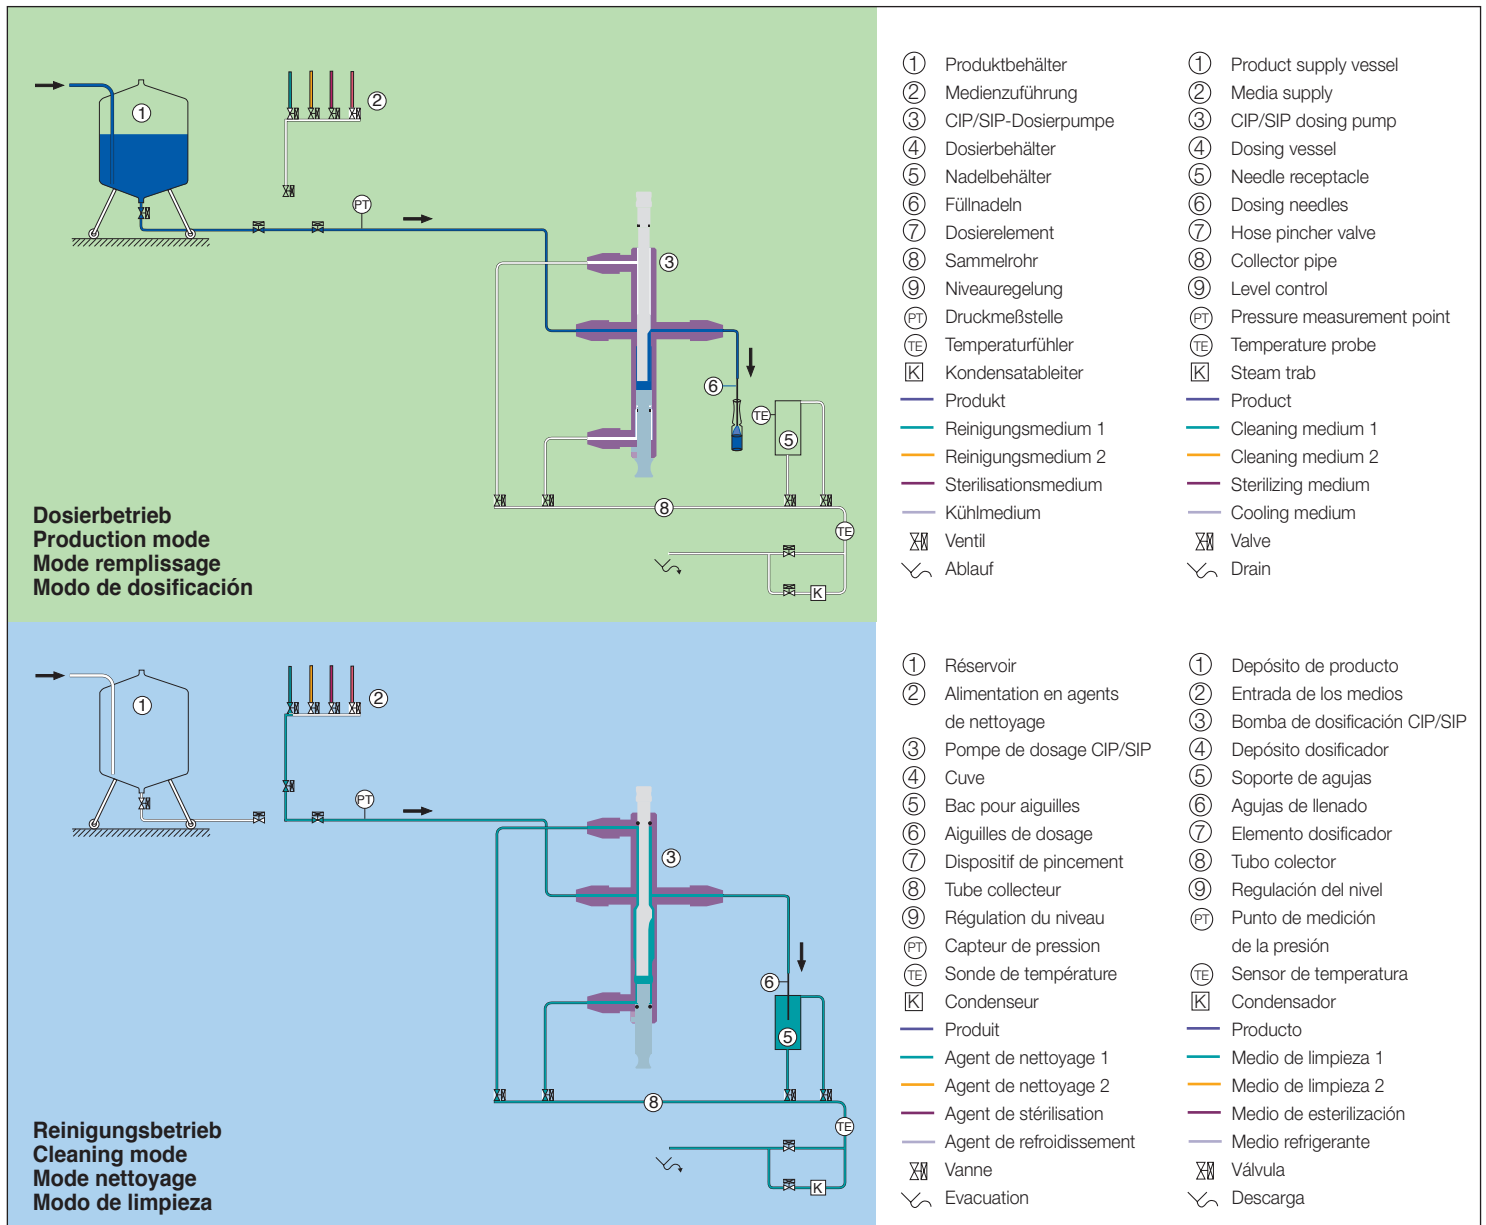 1
2
PT
3
6
TE
5
8
TE
K
Dosierbetrieb
Production mode
Mode remplissage
Modo de dosificación
1 Produktbehälter
2 Medienzuführung
3 CIP/SIP-Dosierpumpe
4 Dosierbehälter
5 Nadelbehälter
6 Füllnadeln
7 Dosierelement
8 Sammelrohr
9 Niveauregelung
PT Druckmeßstelle
TE Temperaturfühler
K Kondensatableiter
Produkt
Reinigungsmedium 1
Reinigungsmedium 2
Sterilisationsmedium
Kühlmedium
Ventil
Ablauf
1 Product supply vessel
2 Media supply
3 CIP/SIP dosing pump
4 Dosing vessel
5 Needle receptacle
6 Dosing needles
7 Hose pincher valve
8 Collector pipe
9 Level control
PT Pressure measurement point
TE Temperature probe
K Steam trab
Product
Cleaning medium 1
Cleaning medium 2
Sterilizing medium
Cooling medium
Valve
Drain
1
2
PT
3
6
5
8
TE
K
Reinigungsbetrieb
Cleaning mode
Mode nettoyage
Modo de limpieza
1 Réservoir
2 Alimentation en agents
de nettoyage
3 Pompe de dosage CIP/SIP
4 Cuve
5 Bac pour aiguilles
6 Aiguilles de dosage
7 Dispositif de pincement
8 Tube collecteur
9 Régulation du niveau
PT Capteur de pression
TE Sonde de température
K Condenseur
Produit
Agent de nettoyage 1
Agent de nettoyage 2
Agent de stérilisation
Agent de refroidissement
Vanne
Evacuation
1 Depósito de producto
2 Entrada de los medios
3 Bomba de dosificación CIP/SIP
4 Depósito dosificador
5 Soporte de agujas
6 Agujas de llenado
7 Elemento dosificador
8 Tubo colector
9 Regulación del nivel
PT Punto de medición
de la presión
TE Sensor de temperatura
K Condensador
Producto
Medio de limpieza 1
Medio de limpieza 2
Medio de esterilización
Medio refrigerante
Válvula
Descarga